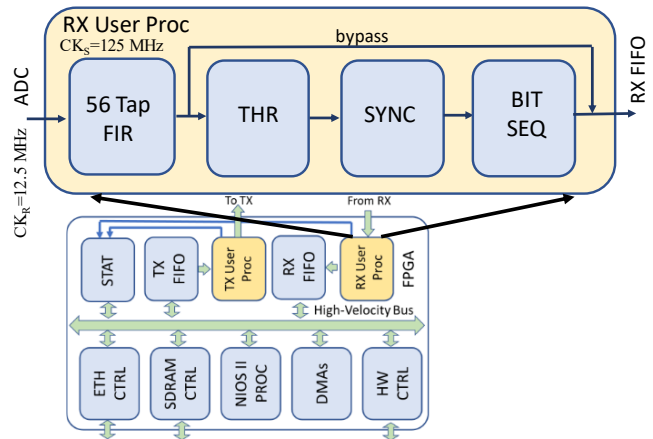 RX User Proc
CKS=125 MHz
bypass
ADC
CKR=12.5 MHz
56 Tap
FIR
THR
SYNC
BIT
SEQ
RX FIFO
To TX
From RX
STAT
TX
FIFO
TX User
Proc
RX
FIFO
RX User
Proc
FPGA
High-Velocity Bus
ETH
CTRL
SDRAM
CTRL
NIOS II
PROC
DMAs
HW
CTRL